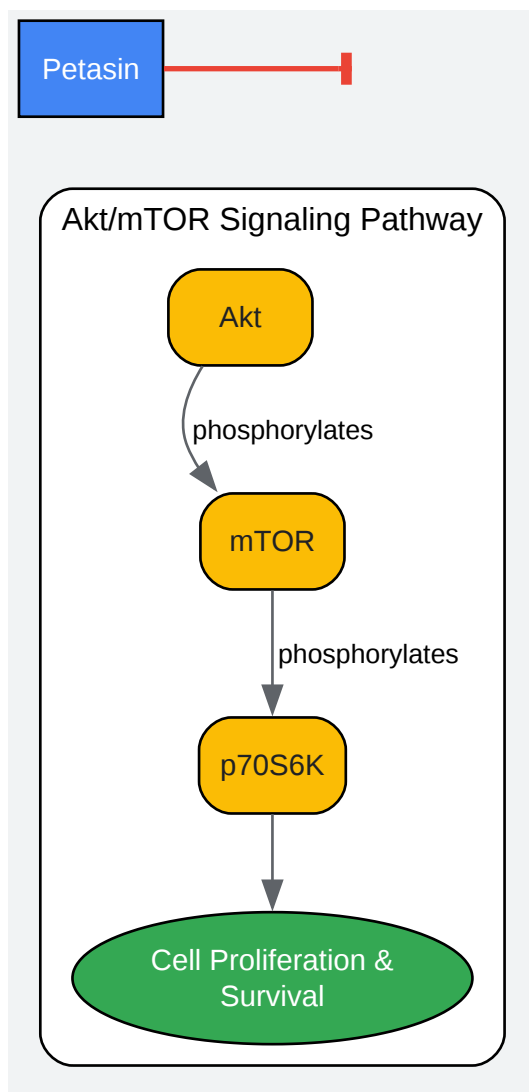 Petasin
Akt/mTOR Signaling Pathway
Akt
phosphorylates
mTOR
phosphorylates
p70S6K
Cell Proliferation &
Survival